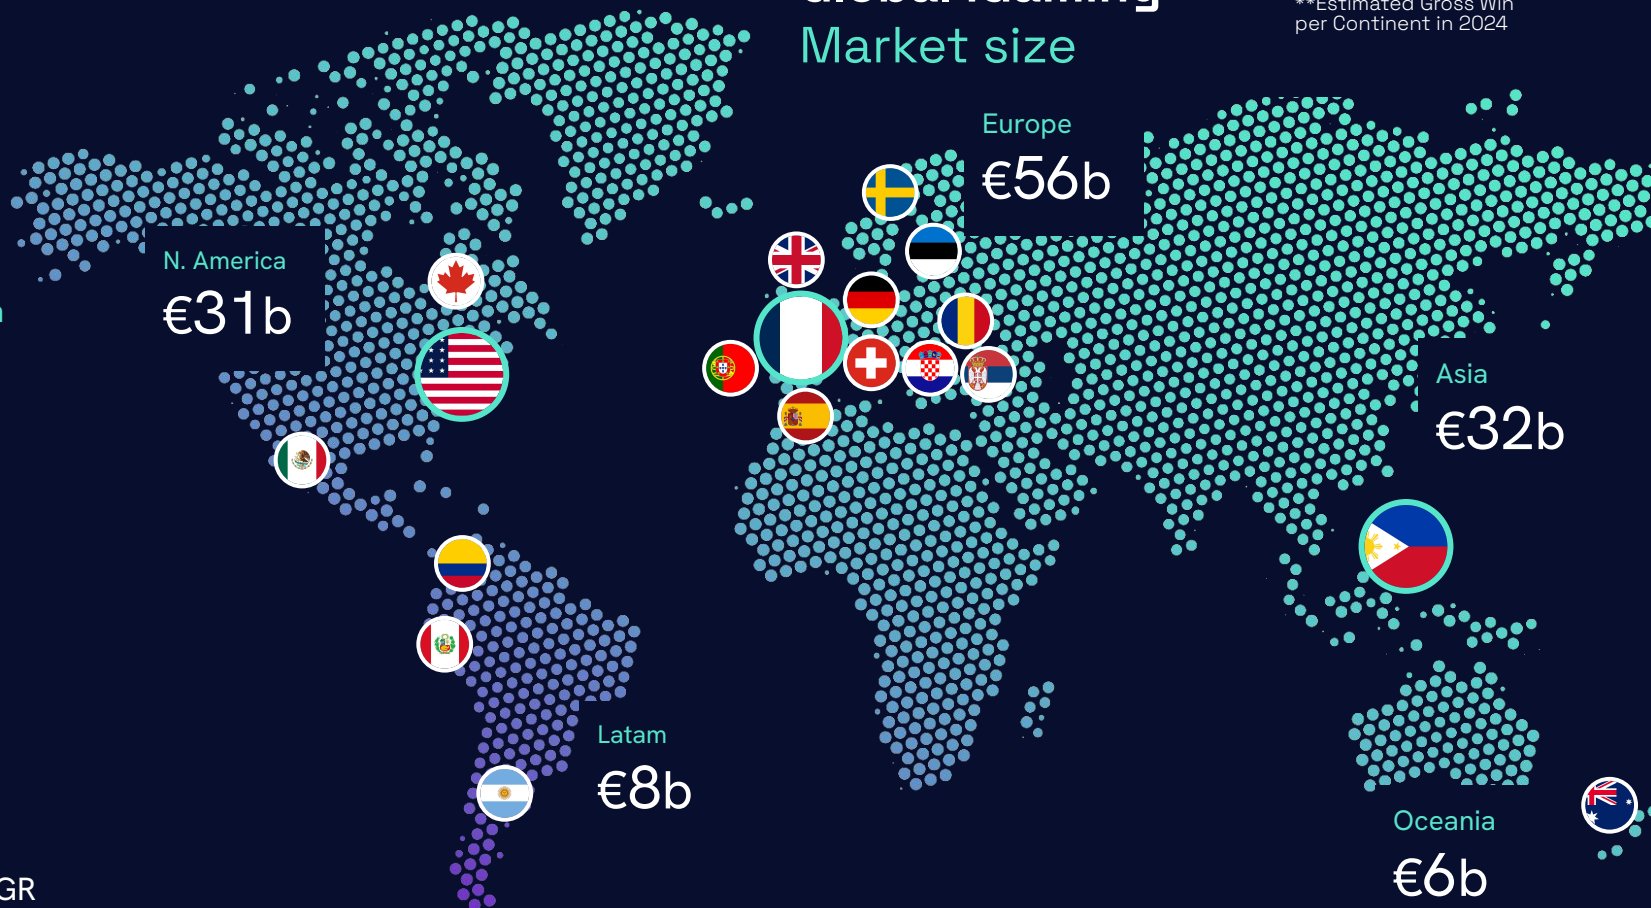 Market size
**Estimated Gross Win
per Continent in 2024
Europe
€56b
N. America
€31b
Asia
€32b
Latam
€8b
Oceania
€6b